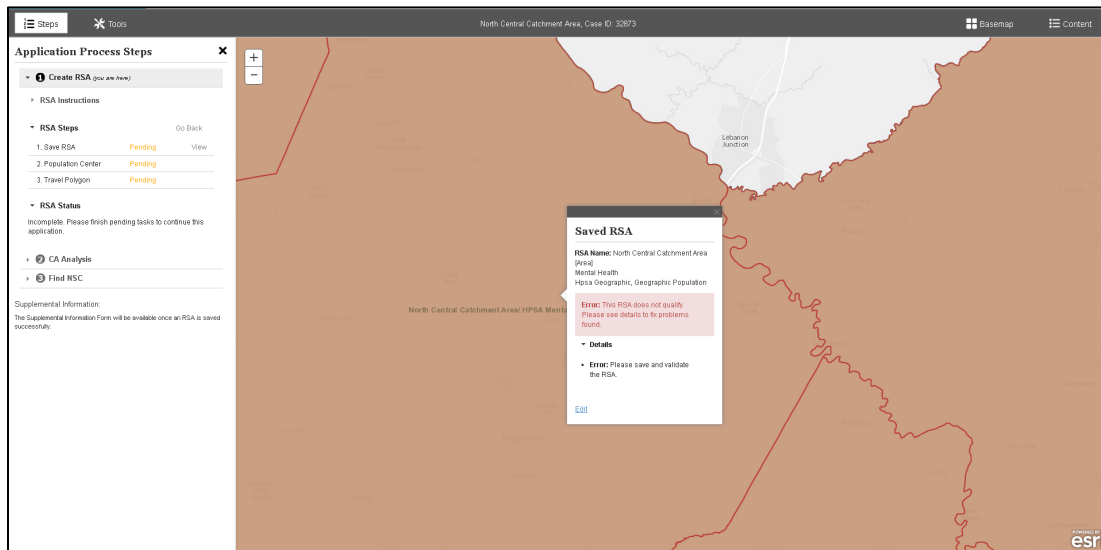 Steps
Tools
North Central Catchment Area, Case ID: 32873
Basemap
Content
Application Process Steps
1 Create RSA (you are here)
RSA Instructions
RSA Steps Go Back
1. Save RSA Pending View
2. Population Center Pending
3. Travel Polygon Pending
RSA Status
Incomplete. Please finish pending tasks to continue this
application.
2 CA Analysis
3 Find NSC
Supplemental Information:
The Supplemental Information Form will be available once an RSA is saved
successfully.
+
−
Lebanon
Junction
North Central Catchment Area/ HPSA Menta
Saved RSA
RSA Name: North Central Catchment Area
[Area]
Mental Health
Hpsa Geographic, Geographic Population
Error: This RSA does not qualify.
Please see details to fix problems
found.
Details
• Error: Please save and validate
the RSA.
Edit
POWERED BY
esr